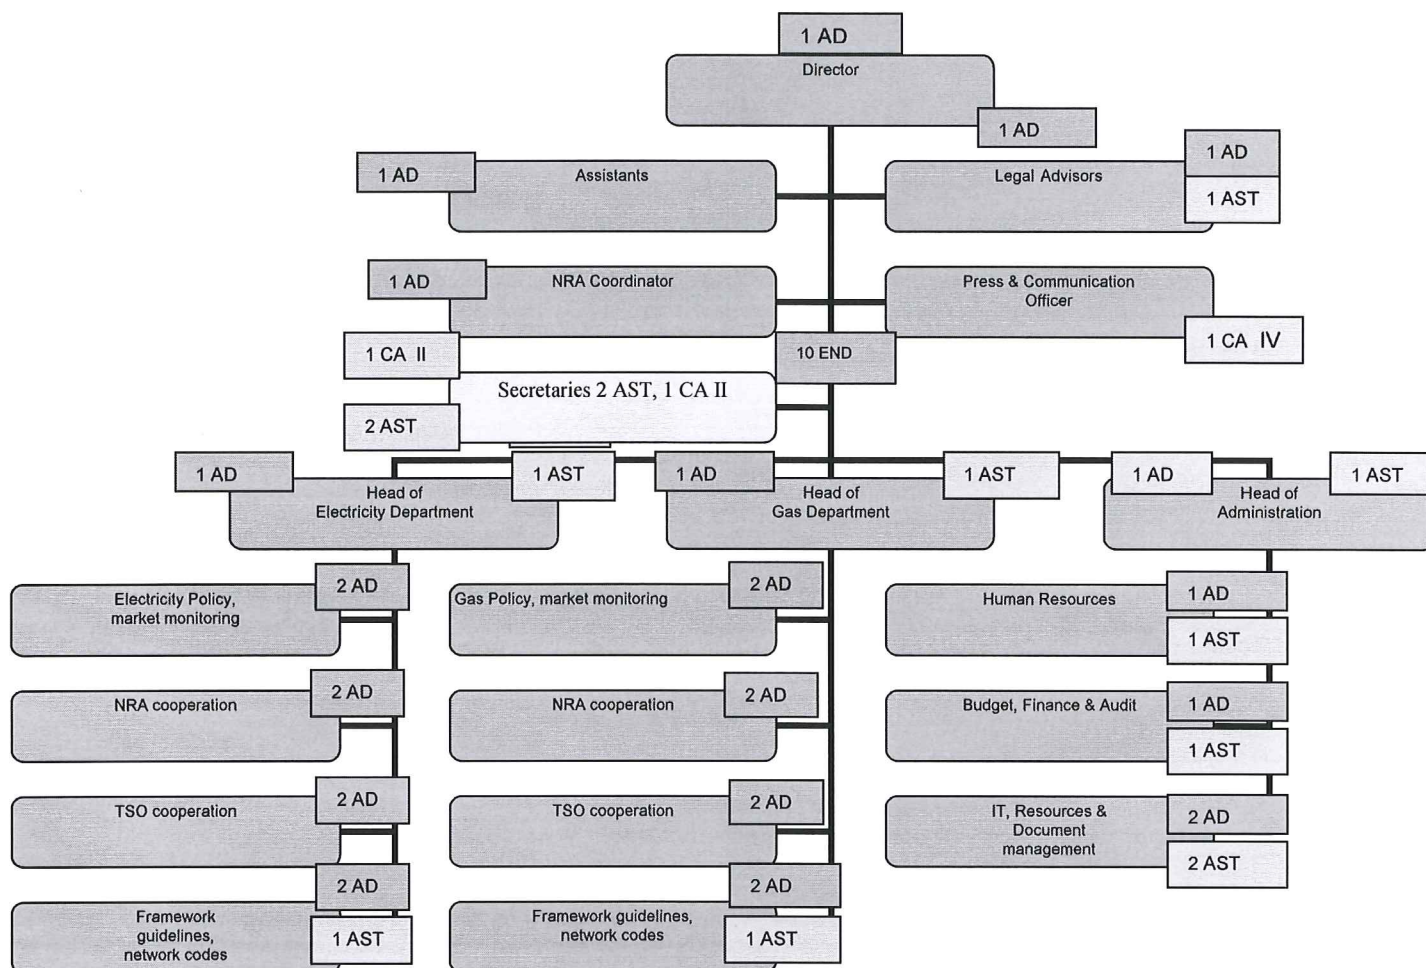 1 AD
Director
1 AD
1 AD
Assistants
Legal Advisors
1 AD
1 AST
1 AD
NRA Coordinator
Press & Communication
Officer
1 CA IV
1 CA II
10 END
Secretaries 2 AST, 1 CA II
2 AST
1 AD
Head of
Electricity Department
1 AST
1 AD
Head of
Gas Department
1 AST
1 AD
Head of
Administration
1 AST
Electricity Policy,
market monitoring
2 AD
Gas Policy, market monitoring
2 AD
Human Resources
1 AD
1 AST
NRA cooperation
2 AD
NRA cooperation
2 AD
Budget, Finance & Audit
1 AD
1 AST
TSO cooperation
2 AD
TSO cooperation
2 AD
IT, Resources &
Document
management
2 AD
2 AST
Framework
guidelines,
network codes
2 AD
1 AST
Framework guidelines,
network codes
2 AD
1 AST